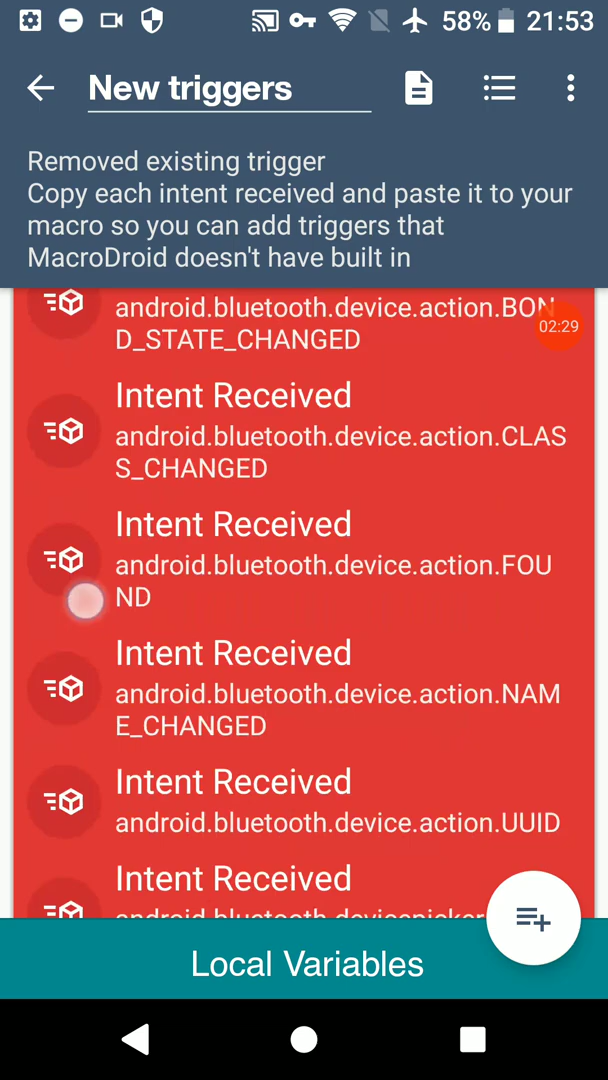 58% 21:53
New triggers
Removed existing trigger
Copy each intent received and paste it to your
macro so you can add triggers that
MacroDroid doesn't have built in
android.bluetooth.device.action.BON
D_STATE_CHANGED
02:29
Intent Received
android.bluetooth.device.action.CLAS
S_CHANGED
Intent Received
android.bluetooth.device.action.FOU
ND
Intent Received
android.bluetooth.device.action.NAM
E_CHANGED
Intent Received
android.bluetooth.device.action.UUID
Intent Received
android.bluetooth.devicepicker
Local Variables